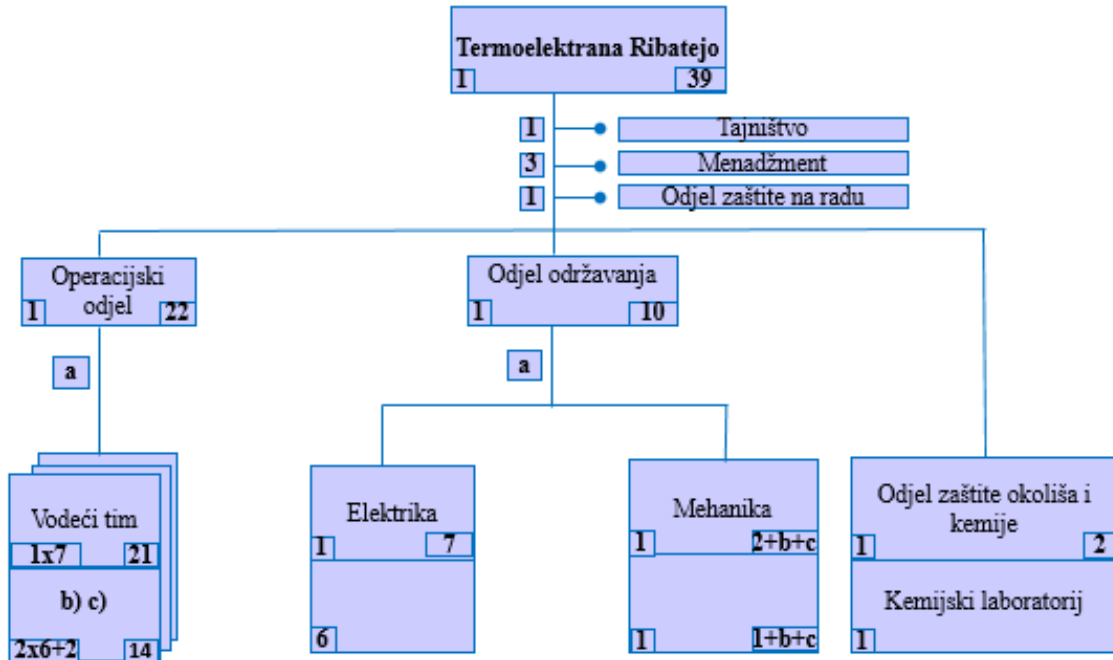 Termoelektrana Ribatejo
1 39
1 Tajništvo
3 Menadžment
1 Odjel zaštite na radu
Operacijski
odjel
1 22
Odjel održavanja
1 10
a
a
Vodeći tim
1x7 21
b) c)
2x6+2 14
Elektrika
1 7
6
Mehanika
1 2+b+c
1 1+b+c
Odjel zaštite okoliša i
kemije
1 2
Kemijski laboratorij
1